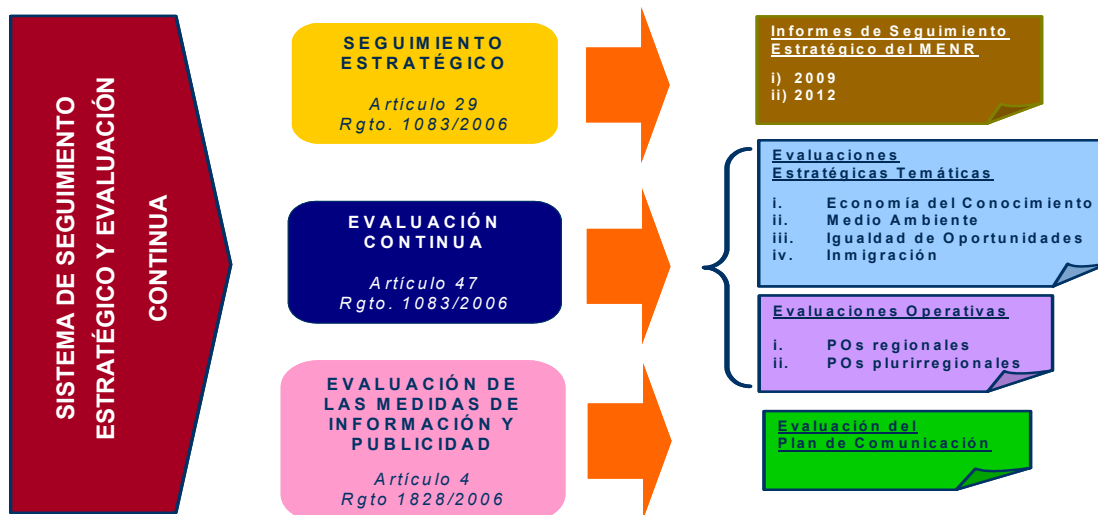 SISTEMA DE SEGUIMIENTO
ESTRATÉGICO Y EVALUACIÓN
CONTINUA
SEGUIMIENTO
ESTRATÉGICO
Artículo 29
Rgto. 1083/2006
Informes de Seguimiento
Estratégico del MENR
i) 2009
ii) 2012
EVALUACIÓN
CONTINUA
Artículo 47
Rgto. 1083/2006
Evaluaciones
Estratégicas Temáticas
i. Economía del Conocimiento
ii. Medio Ambiente
iii. Igualdad de Oportunidades
iv. Inmigración
Evaluaciones Operativas
i. POs regionales
ii. POs plurirregionales
EVALUACIÓN DE
LAS MEDIDAS DE
INFORMACIÓN Y
PUBLICIDAD
Artículo 4
Rgto 1828/2006
Evaluación del
Plan de Comunicación